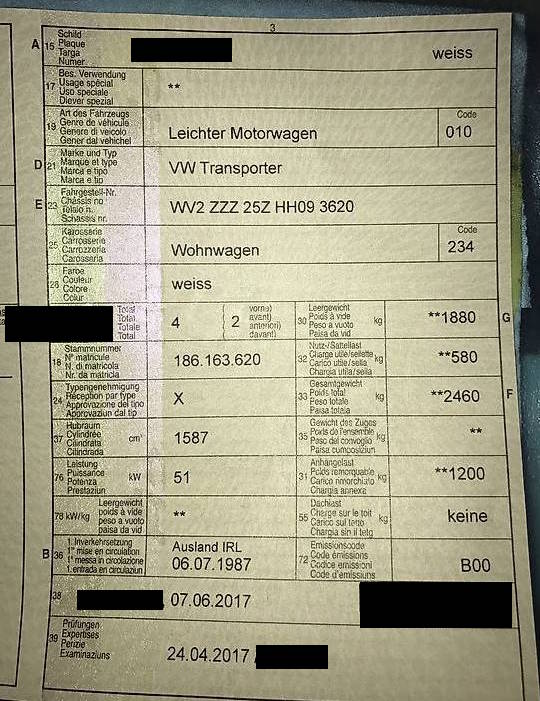 3
A 15 Schild
Plaque
Targa
Numer
weiss
17 Bes. Verwendung
Usage spécial
Uso speciale
Diever spezial
**
19 Art des Fahrzeugs
Genre de véhicule
Genere di veicolo
Gener dal vehichel
Leichter Motorwagen
Code
010
D 21 Marke und Typ
Marque et type
Marca e tipo
Marca e tip
VW Transporter
E 23 Fahrgestell-Nr.
Châssis no
Telaio n.
Schassis nr.
WV2 ZZZ 25Z HH09 3620
25 Karosserie
Carrosserie
Carrozzeria
Carossaria
Wohnwagen
Code
234
26 Farbe
Couleur
Colore
Colur
weiss
Total
Total
Totale
Total
4
2
vorne)
avant)
anteriori)
davant)
30 Leergewicht
Poids à vide
Peso a vuoto
Paisa da vid
kg
**1880
G
18 Stammnummer
N° matricule
N. di matricola
Nr. da matricla
186.163.620
32 Nutz-/Sattellast
Charge utile/sellette
Carico utile/sella
Chargia utila/sella
kg
**580
24 Typengenehmigung
Réception par type
Approvazione del tipo
Approvaziun dal tip
X
33 Gesamtgewicht
Poids total
Peso totale
Paisa totala
kg
**2460
F
37 Hubraum
Cylindrée
Cilindrata
Cilindrada
cm³
1587
35 Gewicht des Zuges
Poids de l'ensemble
Peso del convoglio
Paisa cumposiziun
kg
**
76 Leistung
Puissance
Potenza
Prestaziun
kW
51
31 Anhängelast
Poids remorquable
Carico rimorchiato
Chargia annexa
kg
**1200
78 kW/kg
Leergewicht
poids à vide
peso a vuoto
paisa da vid
**
55 Dachlast
Charge sur le toit
Carico sul tetto
Chargia sin il tetg
kg
keine
B 36 1. Inverkehrsetzung
1re mise en circulation
1a messa in circolazione
1. entrada en circulaziun
Ausland IRL
06.07.1987
72 Emissionscode
Code émissions
Codice emissioni
Code d'emissiuns
B00
38
07.06.2017
39 Prüfungen
Expertises
Perizie
Examinaziuns
24.04.2017